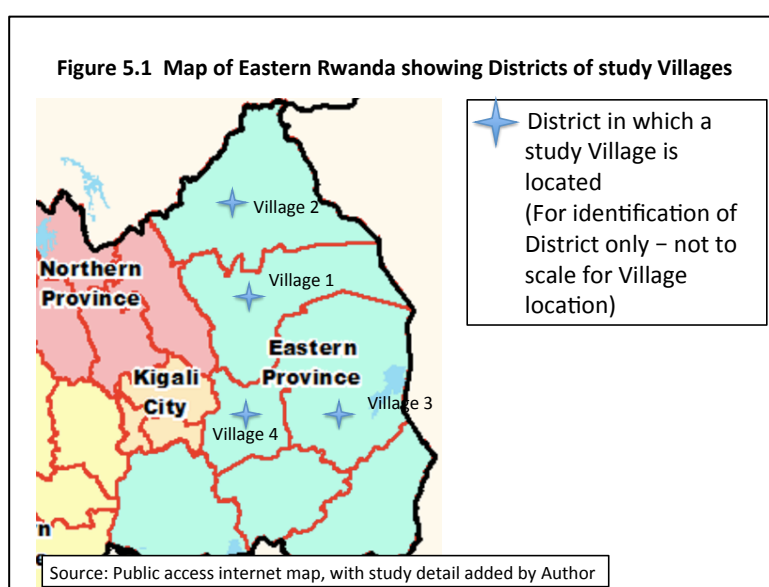 Figure 5.1 Map of Eastern Rwanda showing Districts of study Villages
District in which a
study Village is
located
(For identification of
District only – not to
scale for Village
location)
Village 2
Northern
Province
Village 1
Eastern
Province
Kigali
City
Village 3
Village 4
Source: Public access internet map, with study detail added by Author